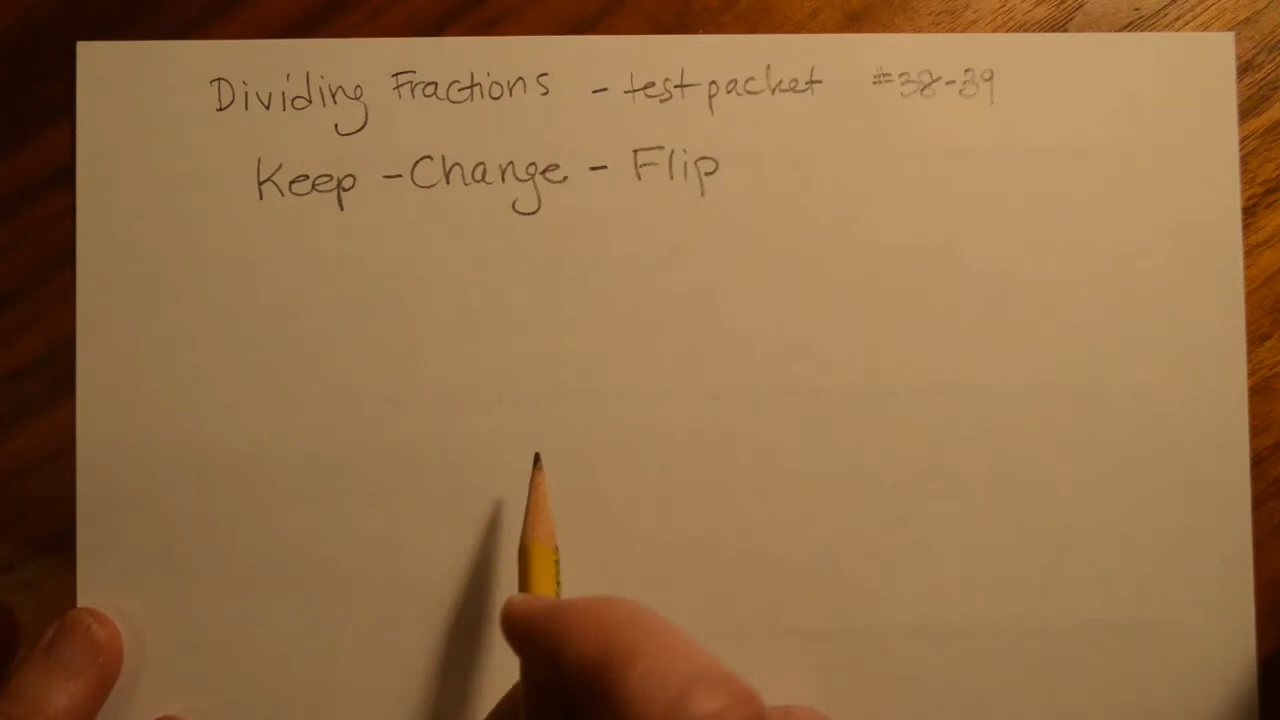 Dividing Fractions - test packet #38-39
Keep - Change - Flip